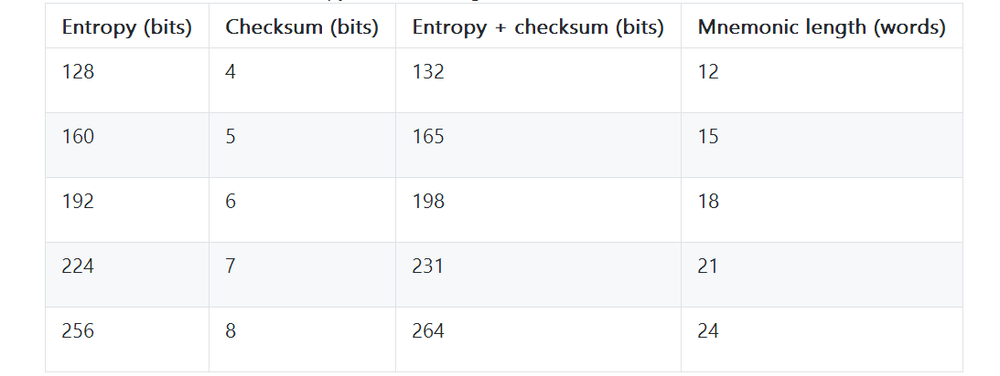 Entropy (bits) Checksum (bits) Entropy + checksum (bits) Mnemonic length (words)
128 4 132 12
160 5 165 15
192 6 198 18
224 7 231 21
256 8 264 24